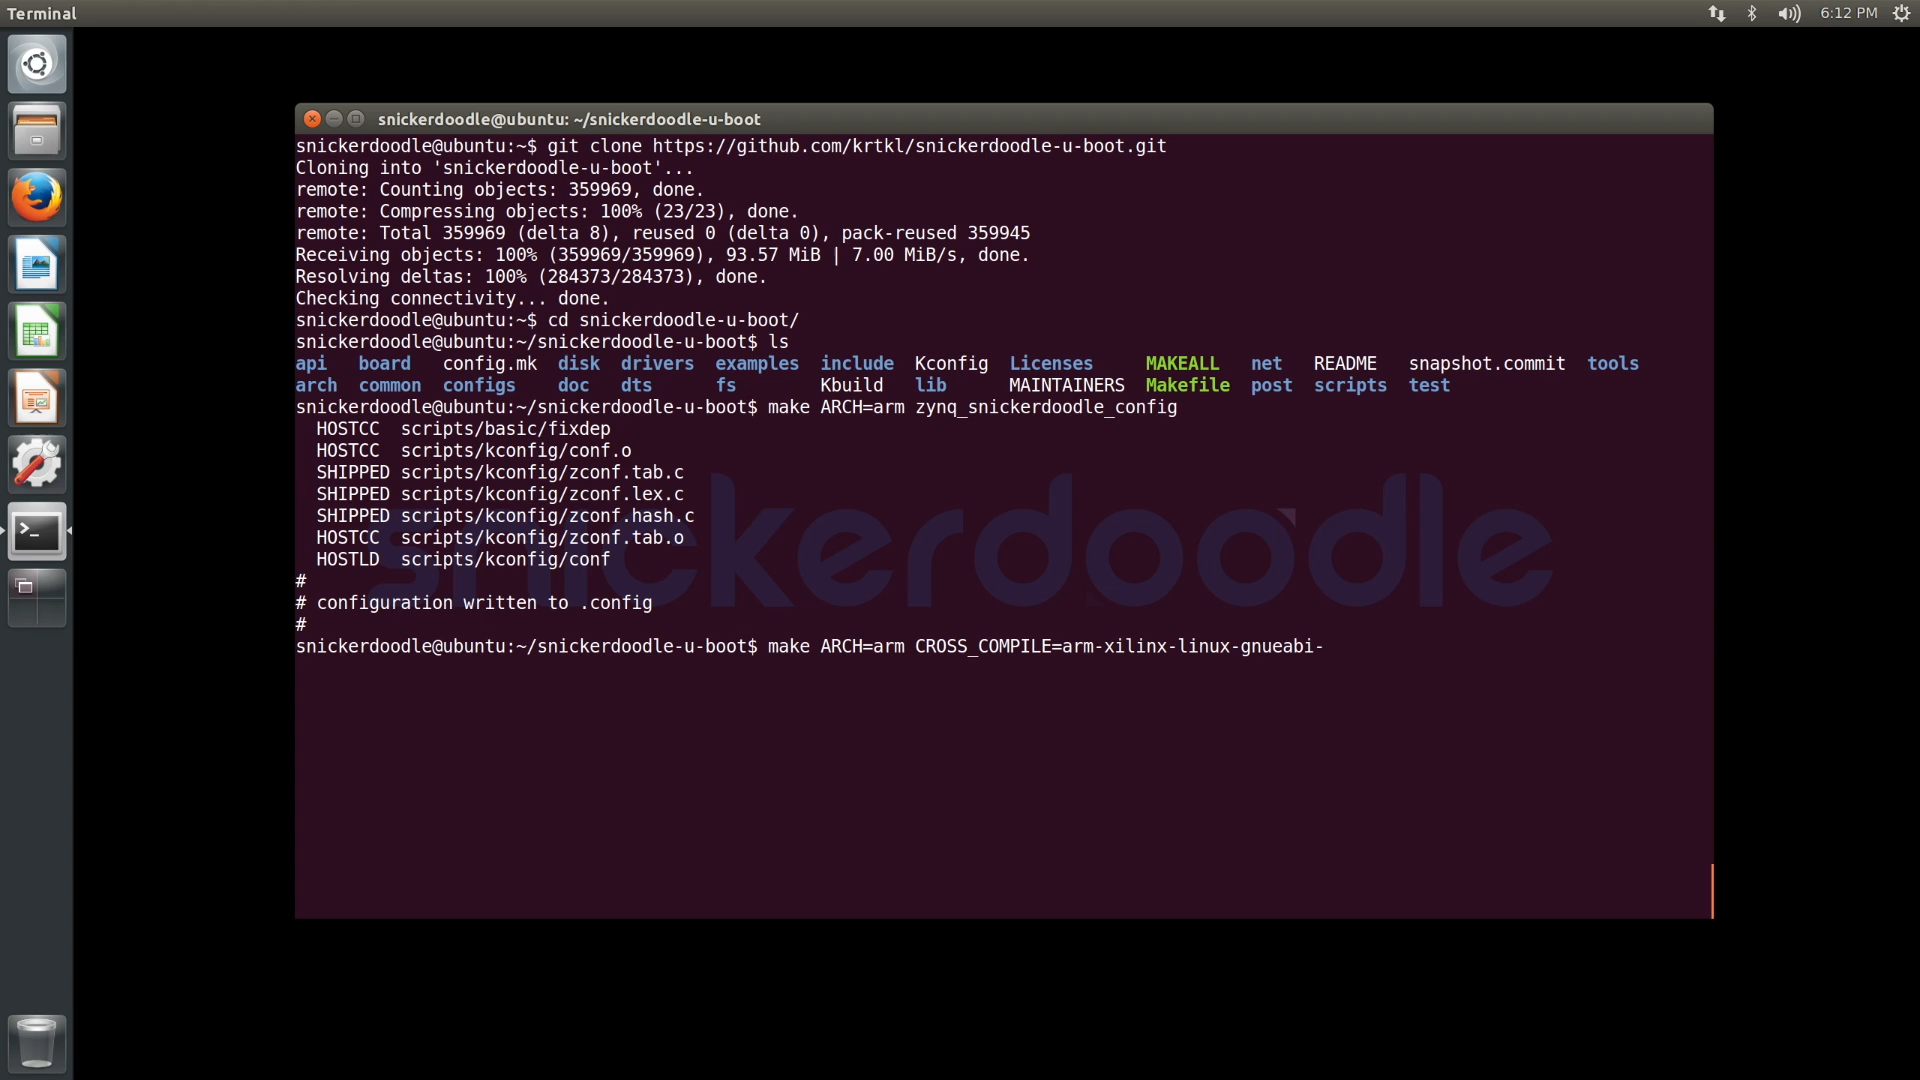 Terminal
6:12 PM
snickerdoodle@ubuntu: ~/snickerdoodle-u-boot
snickerdoodle@ubuntu:~$ git clone https://github.com/krtkl/snickerdoodle-u-boot.git
Cloning into 'snickerdoodle-u-boot'...
remote: Counting objects: 359969, done.
remote: Compressing objects: 100% (23/23), done.
remote: Total 359969 (delta 8), reused 0 (delta 0), pack-reused 359945
Receiving objects: 100% (359969/359969), 93.57 MiB | 7.00 MiB/s, done.
Resolving deltas: 100% (284373/284373), done.
Checking connectivity... done.
snickerdoodle@ubuntu:~$ cd snickerdoodle-u-boot/
snickerdoodle@ubuntu:~/snickerdoodle-u-boot$ ls
api   board   config.mk  disk  drivers  examples  include  Kconfig  Licenses     MAKEALL   net   README   snapshot.commit  tools
arch  common  configs    doc   dts      fs        Kbuild   lib      MAINTAINERS  Makefile  post  scripts  test
snickerdoodle@ubuntu:~/snickerdoodle-u-boot$ make ARCH=arm zynq_snickerdoodle_config
  HOSTCC  scripts/basic/fixdep
  HOSTCC  scripts/kconfig/conf.o
  SHIPPED scripts/kconfig/zconf.tab.c
  SHIPPED scripts/kconfig/zconf.lex.c
  SHIPPED scripts/kconfig/zconf.hash.c
  HOSTCC  scripts/kconfig/zconf.tab.o
  HOSTLD  scripts/kconfig/conf
#
# configuration written to .config
#
snickerdoodle@ubuntu:~/snickerdoodle-u-boot$ make ARCH=arm CROSS_COMPILE=arm-xilinx-linux-gnueabi-
snickerdoodle